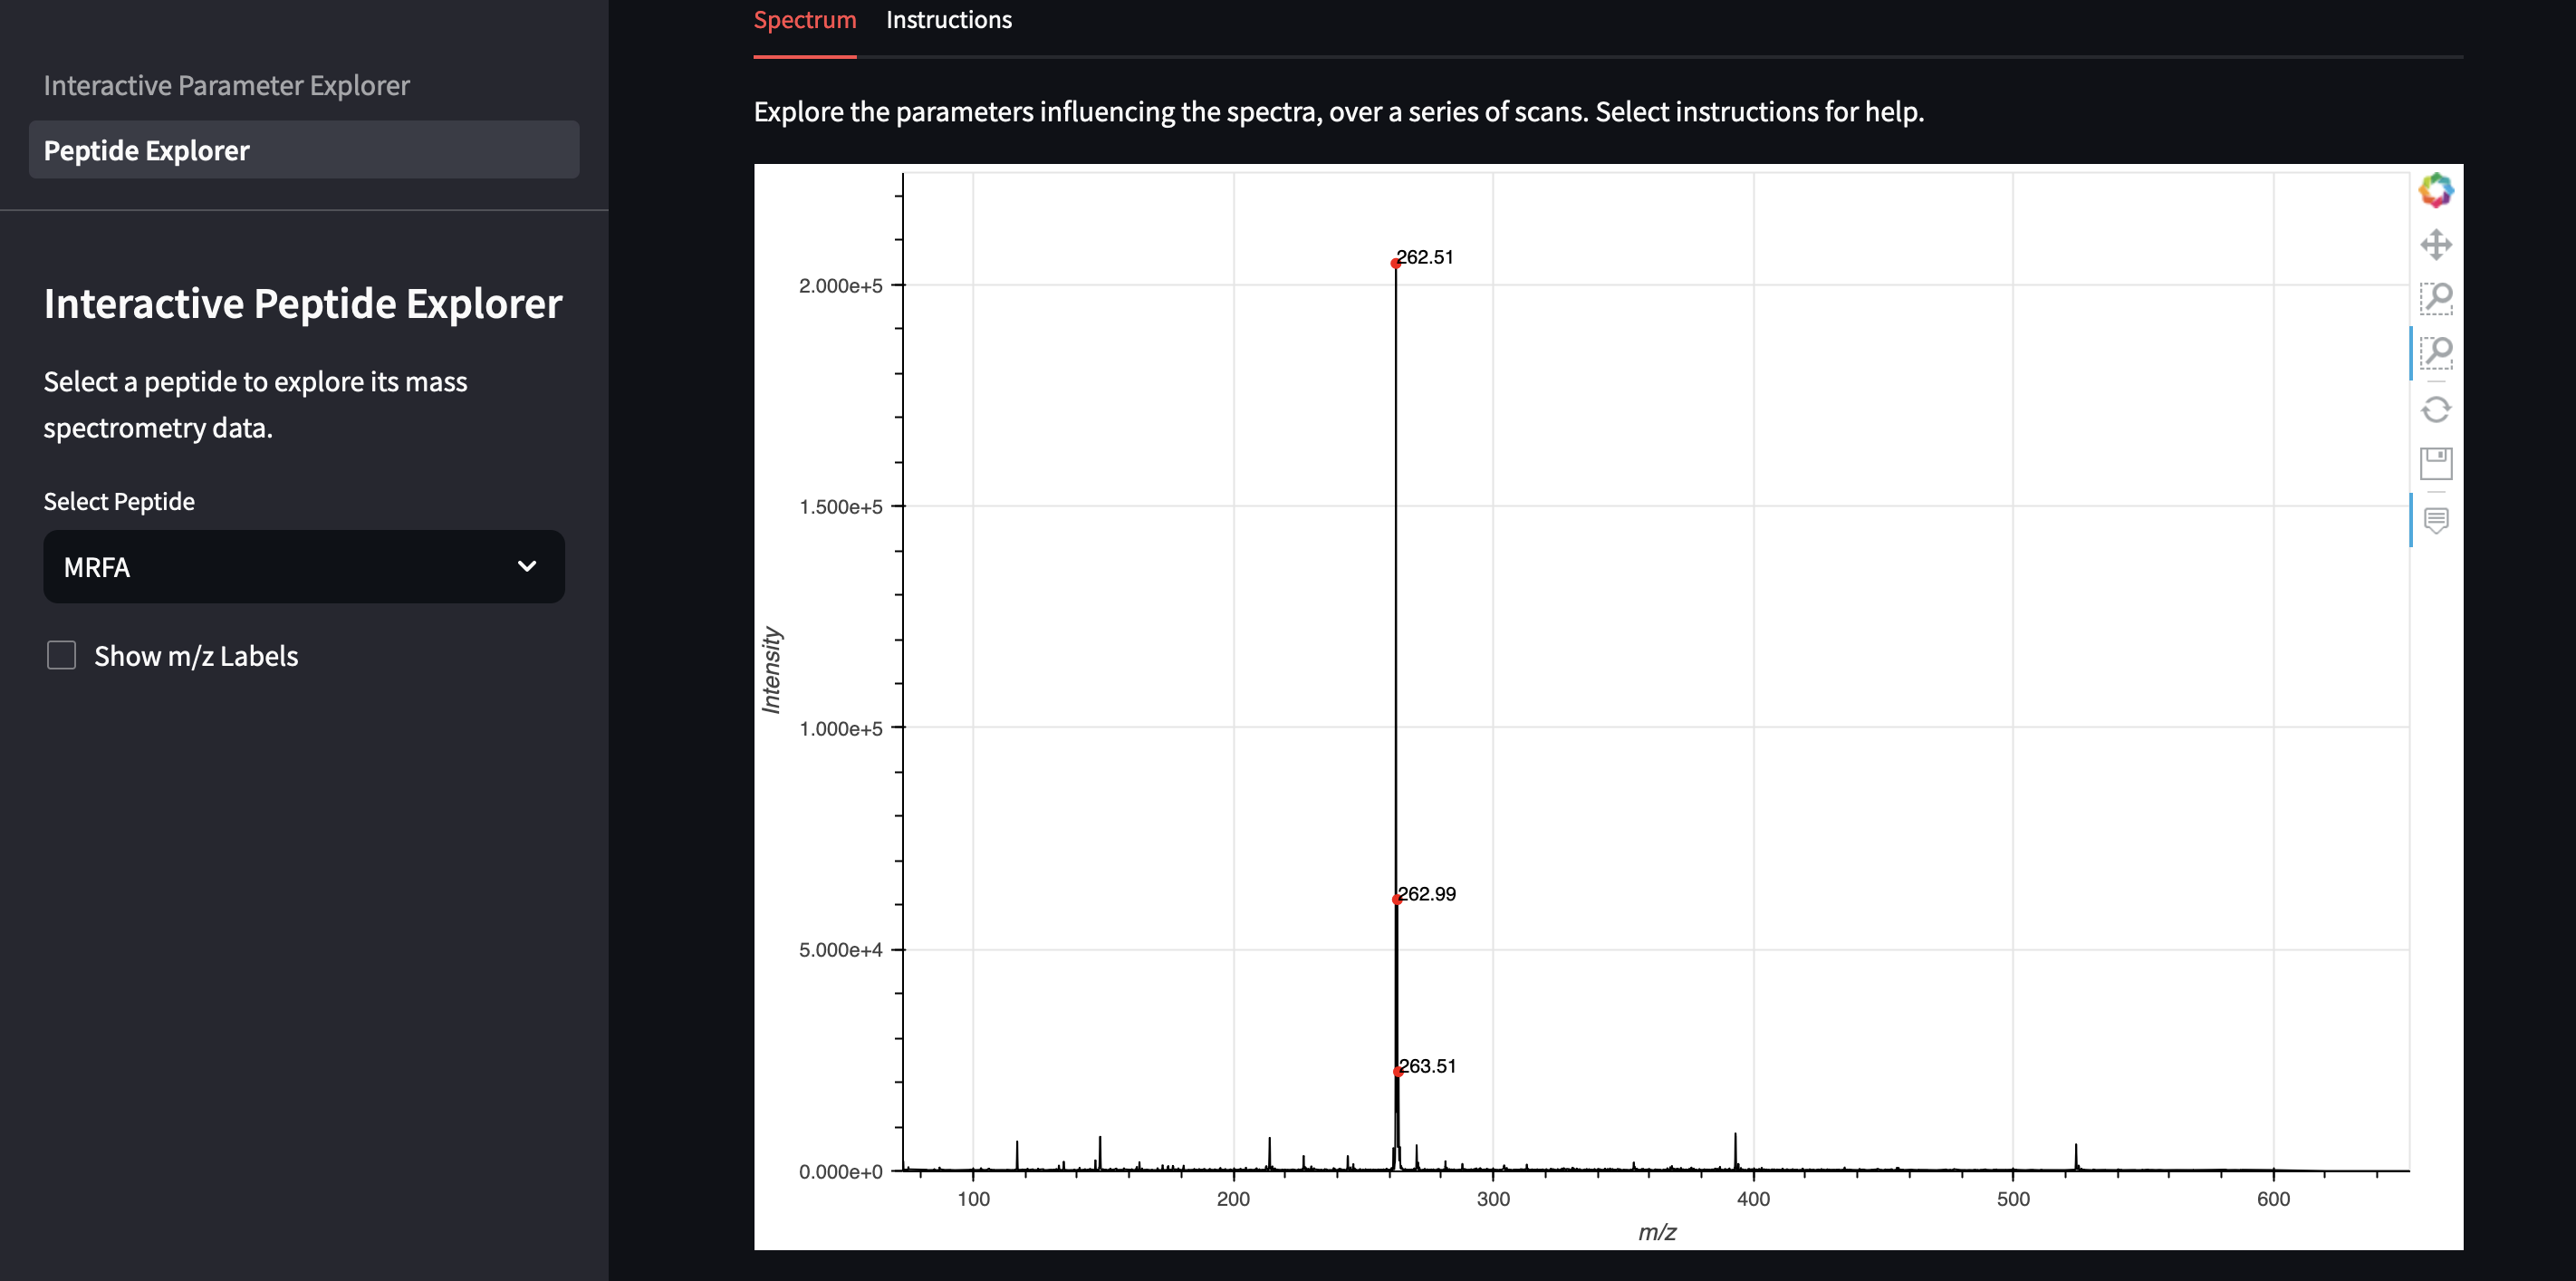 Interactive Parameter Explorer
Peptide Explorer
Interactive Peptide Explorer
Select a peptide to explore its mass
spectrometry data.
Select Peptide
MRFA
Show m/z Labels
Spectrum Instructions
Explore the parameters influencing the spectra, over a series of scans. Select instructions for help.
262.51
2.000e+5
1.500e+5
Intensity
1.000e+5
262.99
5.000e+4
263.51
0.000e+0
100 200 300 400 500 600
m/z